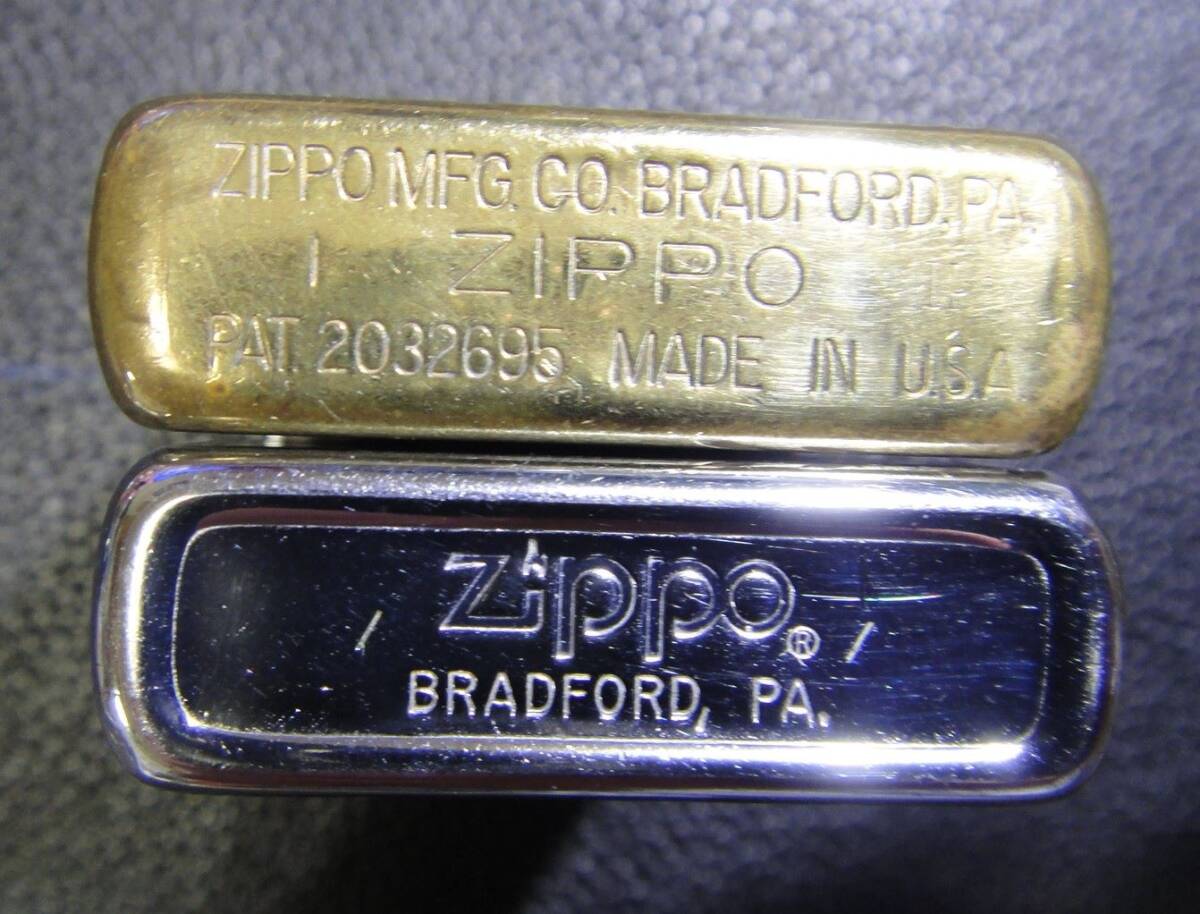 ZIPPO MFG. CO. BRADFORD, PA.
I ZIPPO
PAT. 2032695 MADE IN U.S.A
/ Zippo® /
BRADFORD, PA.